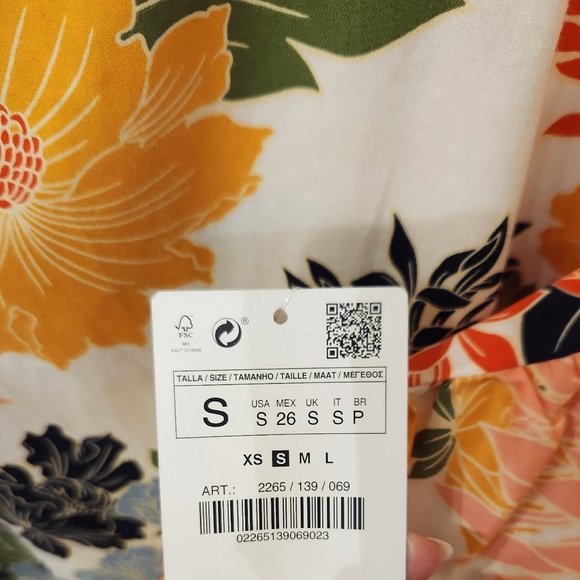 FSC
MIX
®
TALLA / SIZE / TAMANHO / TAILLE / MAAT / ΜΕΓΕΘΟΣ
S
USA MEX UK IT BR
S 26 S S P
XS S M L
ART.: 2265 / 139 / 069
02265139069023